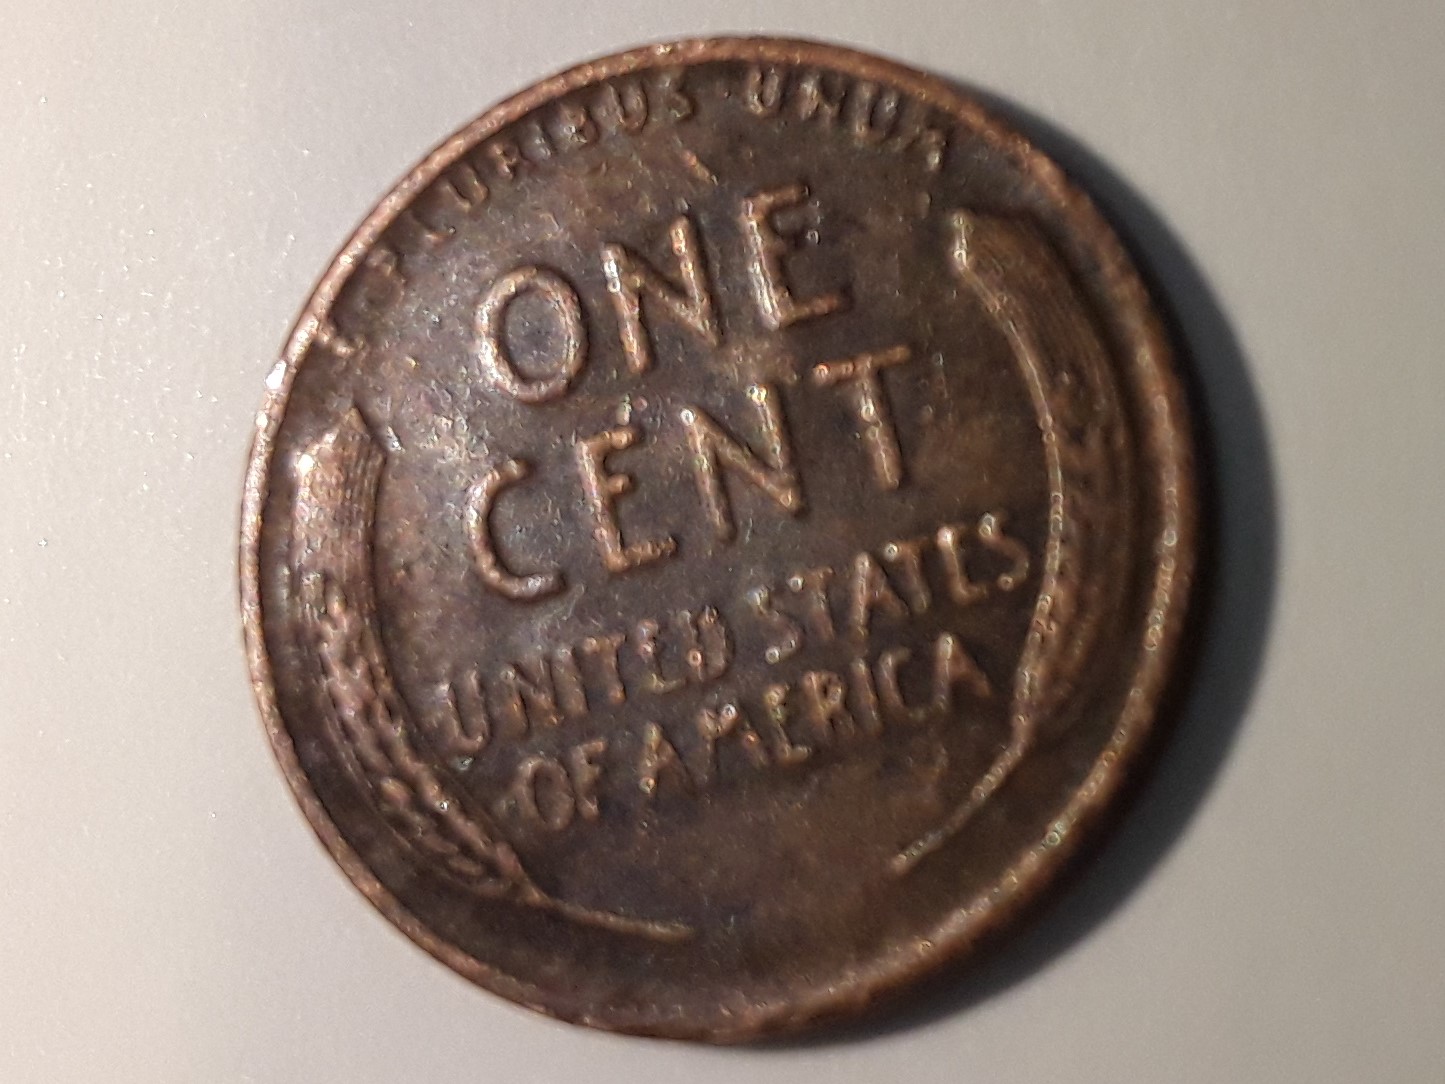 E PLURIBUS UNUM
ONE
CENT
UNITED STATES
OF AMERICA